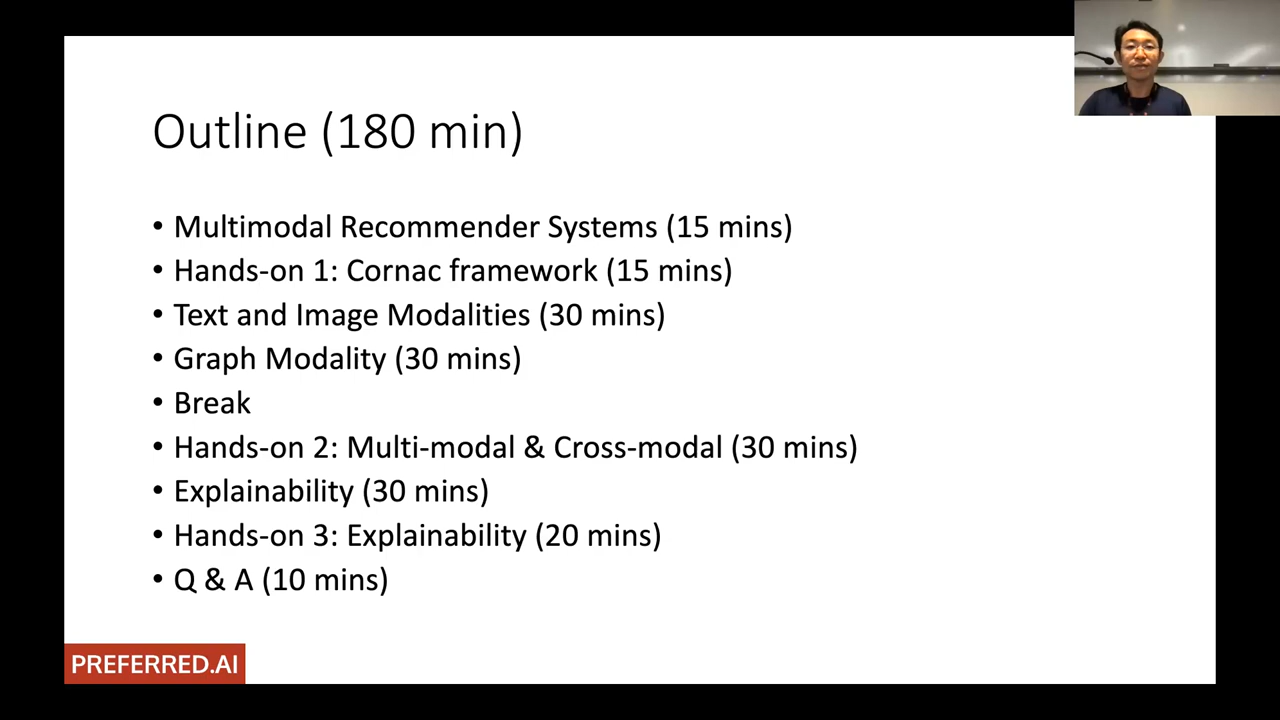 Outline (180 min)
• Multimodal Recommender Systems (15 mins)
• Hands-on 1: Cornac framework (15 mins)
• Text and Image Modalities (30 mins)
• Graph Modality (30 mins)
• Break
• Hands-on 2: Multi-modal & Cross-modal (30 mins)
• Explainability (30 mins)
• Hands-on 3: Explainability (20 mins)
• Q & A (10 mins)
PREFERRED.AI